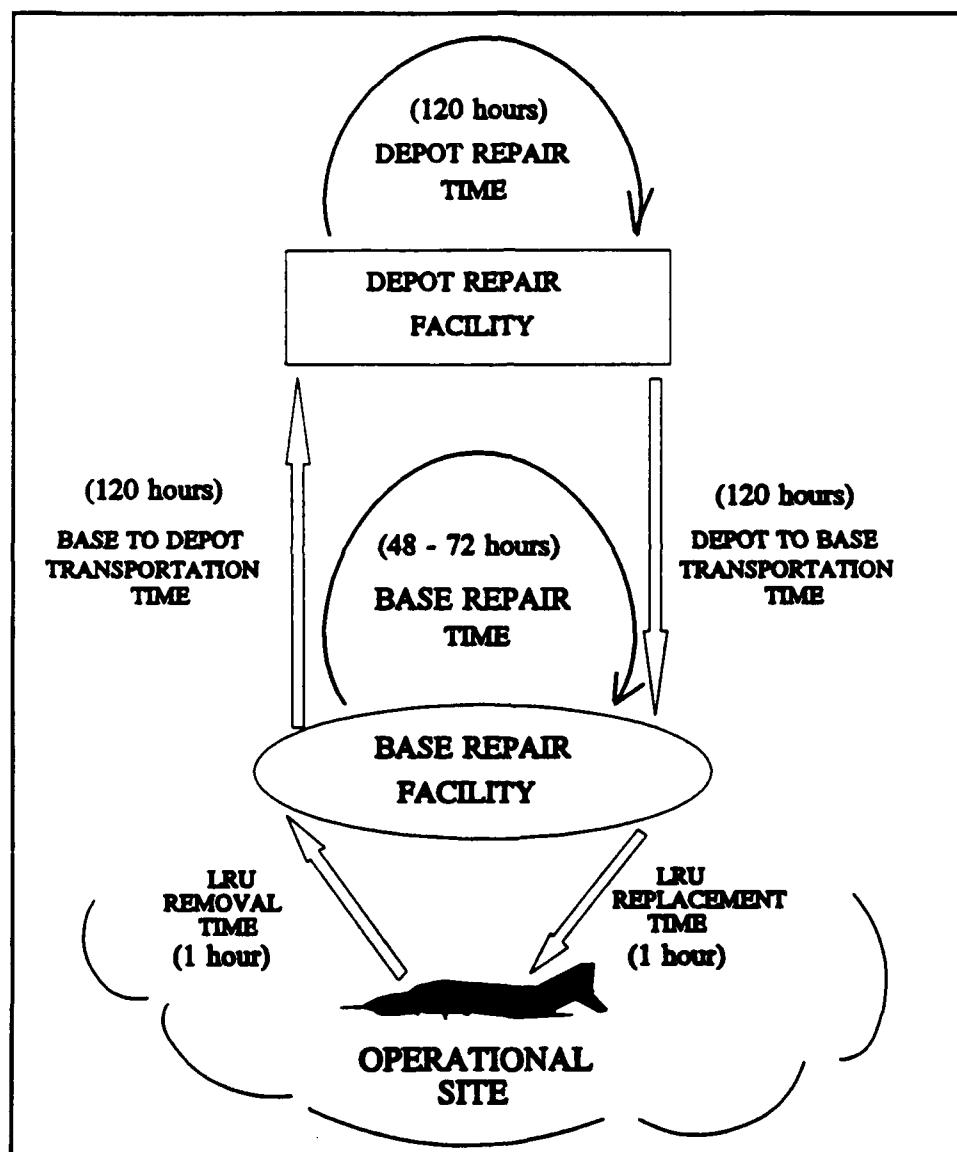 (120 hours)
DEPOT REPAIR
TIME
DEPOT REPAIR
FACILITY
(120 hours)
BASE TO DEPOT
TRANSPORTATION
TIME
(48 - 72 hours)
BASE REPAIR
TIME
(120 hours)
DEPOT TO BASE
TRANSPORTATION
TIME
BASE REPAIR
FACILITY
LRU
REMOVAL
TIME
(1 hour)
LRU
REPLACEMENT
TIME
(1 hour)
OPERATIONAL
SITE